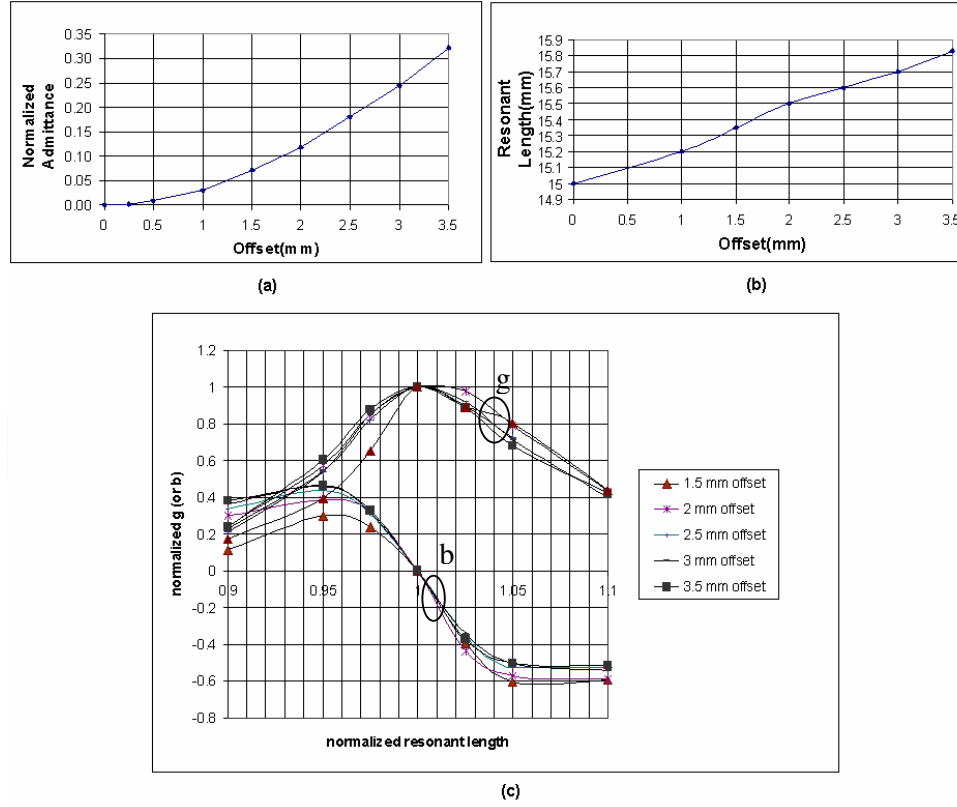 Normalized
Admittance
0.35
0.30
0.25
0.20
0.15
0.10
0.05
0.00
0 0.5 1 1.5 2 2.5 3 3.5
Offset(mm)
(a)
Resonant
Length(mm)
15.9
15.8
15.7
15.6
15.5
15.4
15.3
15.2
15.1
15
14.9
0 0.5 1 1.5 2 2.5 3 3.5
Offset(mm)
(b)
normalized g (or b)
1.2
1
0.8
0.6
0.4
0.2
0
-0.2
-0.4
-0.6
-0.8
0.9 0.95 1 1.05 1.1
g
b
normalized resonant length
1.5 mm offset
2 mm offset
2.5 mm offset
3 mm offset
3.5 mm offset
(c)